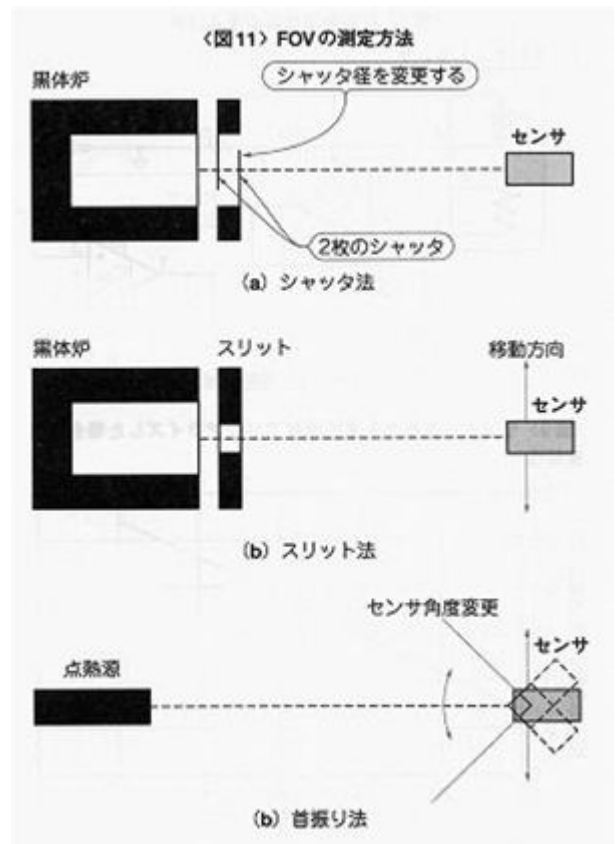 〈図11〉FOVの測定方法
黒体炉
シャッタ径を変更する
センサ
2枚のシャッタ
(a) シャッタ法
黒体炉
スリット
移動方向
センサ
(b) スリット法
センサ角度変更
点熱源
センサ
(b) 首振り法